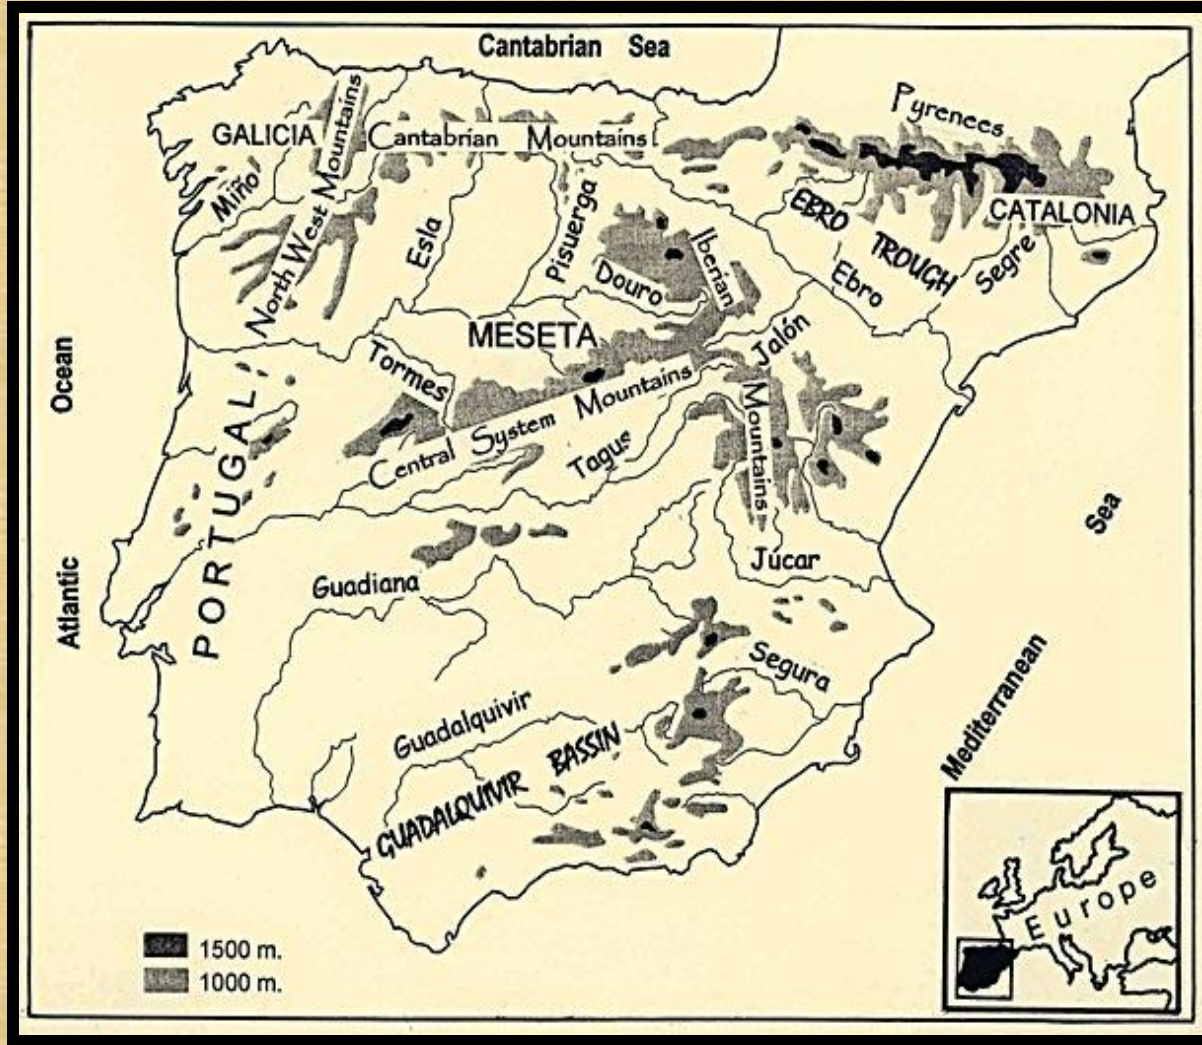 Cantabrian Sea
Pyrenees
GALICIA
Cantabrian Mountains
North West Mountains
Miño
Esla
Pisuerga
EBRO TROUGH
CATALONIA
Segre
Ebro
Douro
Iberian Mountains
MESETA
Jalón
Tormes
Central System Mountains
Tagus
PORTUGAL
Atlantic Ocean
Mediterranean Sea
Júcar
Guadiana
Segura
Guadalquivir
GUADALQUIVIR BASSIN
Europe
1500 m.
1000 m.